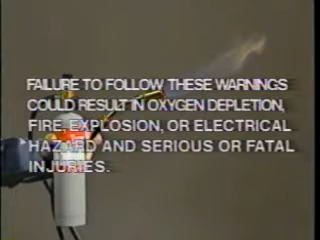 FAILURE TO FOLLOW THESE WARNINGS
COULD RESULT IN OXYGEN DEPLETION,
FIRE, EXPLOSION, OR ELECTRICAL
HAZARD AND SERIOUS OR FATAL
INJURIES.